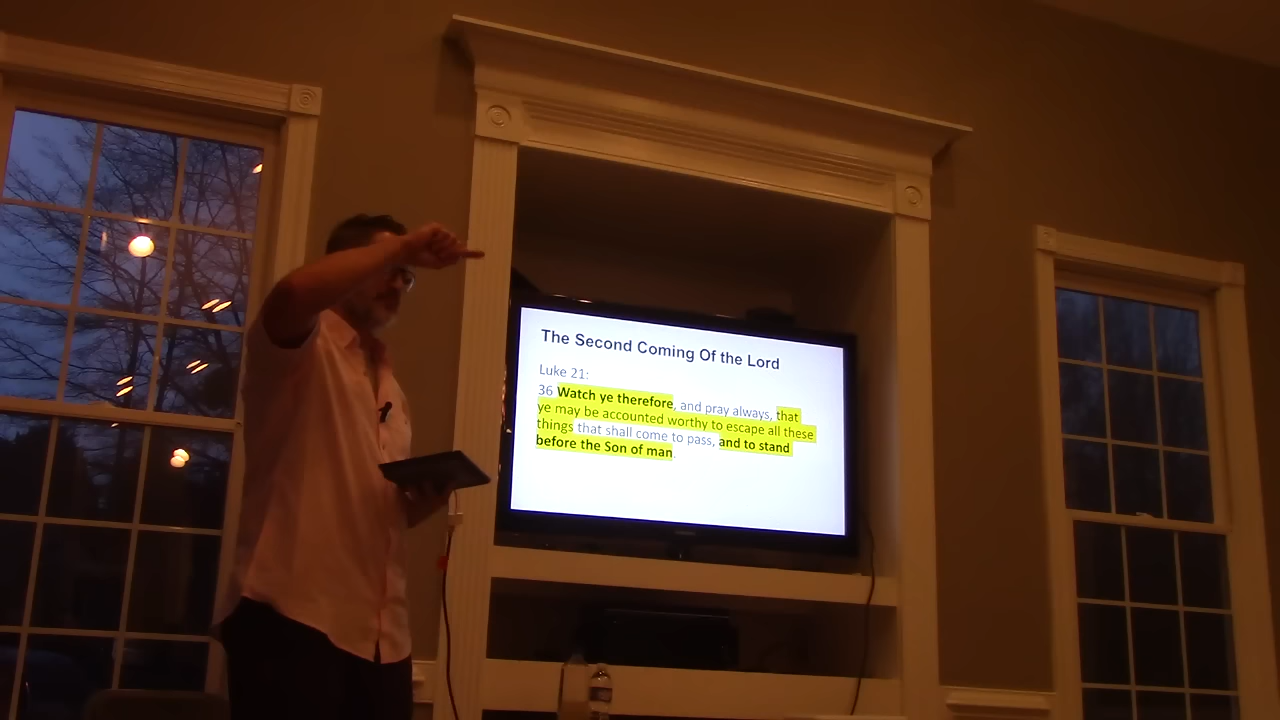 The Second Coming Of the Lord
Luke 21:
36 Watch ye therefore, and pray always, that
ye may be accounted worthy to escape all these
things that shall come to pass, and to stand
before the Son of man.